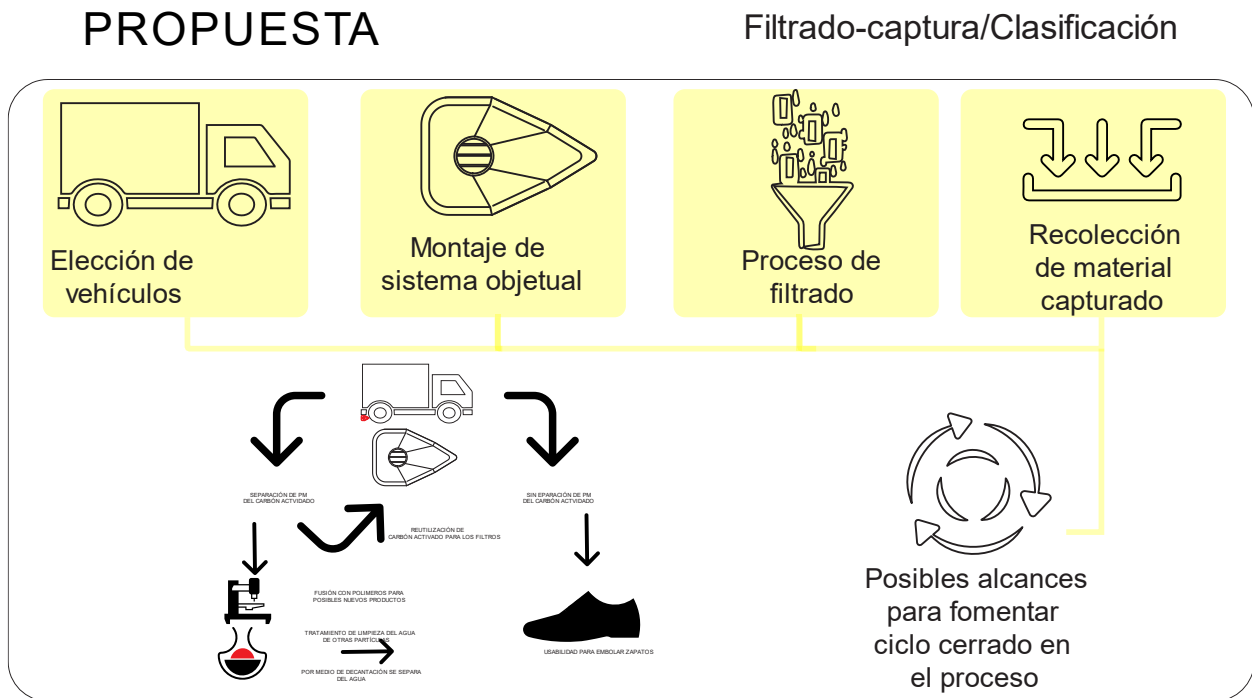 PROPUESTA
Filtrado-captura/Clasificación
Elección de
vehículos
Montaje de
sistema objetual
Proceso de
filtrado
Recolección
de material
capturado
SEPARACIÓN DE PM
DEL CARBÓN ACTVIDADO
SIN EPARACIÓN DE PM
DEL CARBÓN ACTVIDADO
REUTILIZACIÓN DE
CARBÓN ACTIVADO PARA LOS FILTROS
FUSIÓN CON POLIMEROS PARA
POSIBLES NUEVOS PRODUCTOS
TRATAMIENTO DE LIMPIEZA DEL AGUA
DE OTRAS PARTÍCULAS
POR MEDIO DE DECANTACIÓN SE SEPARA
DEL AGUA
USABILIDAD PARA EMBOLAR ZAPATOS
Posibles alcances
para fomentar
ciclo cerrado en
el proceso